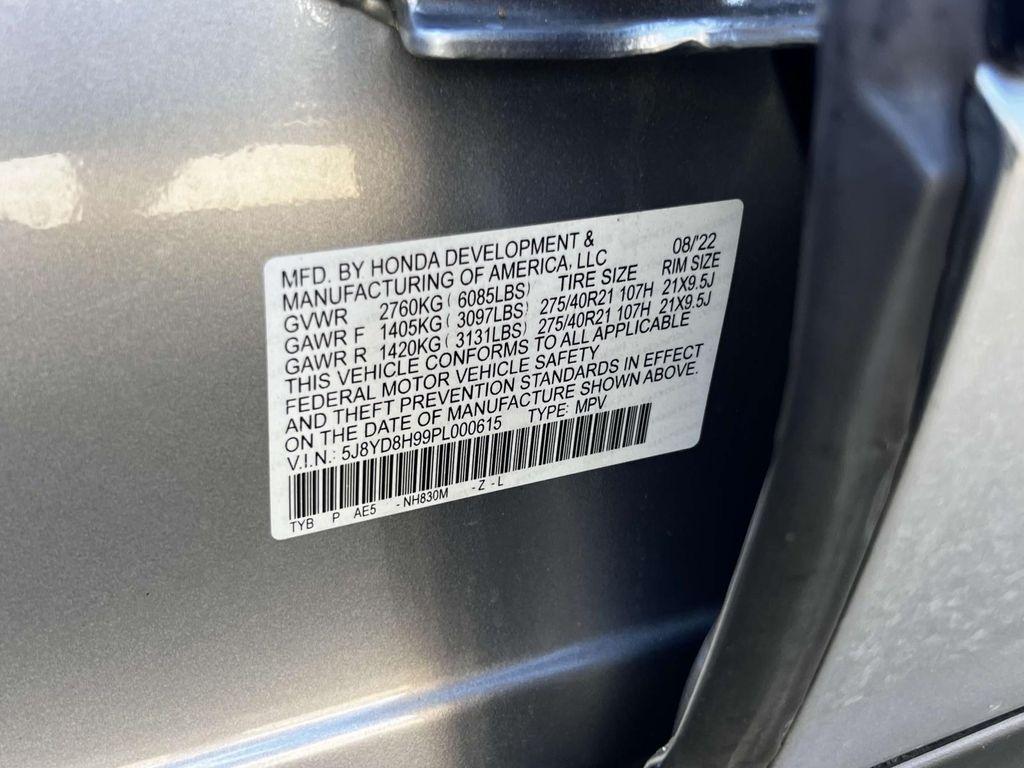 MFD. BY HONDA DEVELOPMENT & 08/'22
MANUFACTURING OF AMERICA, LLC
TIRE SIZE RIM SIZE
GVWR 2760KG ( 6085LBS)
GAWR F 1405KG ( 3097LBS) 275/40R21 107H 21X9.5J
GAWR R 1420KG ( 3131LBS) 275/40R21 107H 21X9.5J
THIS VEHICLE CONFORMS TO ALL APPLICABLE
FEDERAL MOTOR VEHICLE SAFETY
AND THEFT PREVENTION STANDARDS IN EFFECT
ON THE DATE OF MANUFACTURE SHOWN ABOVE.
V.I.N.: 5J8YD8H99PL000615 TYPE: MPV
TYB P AE5 -NH830M -Z-L